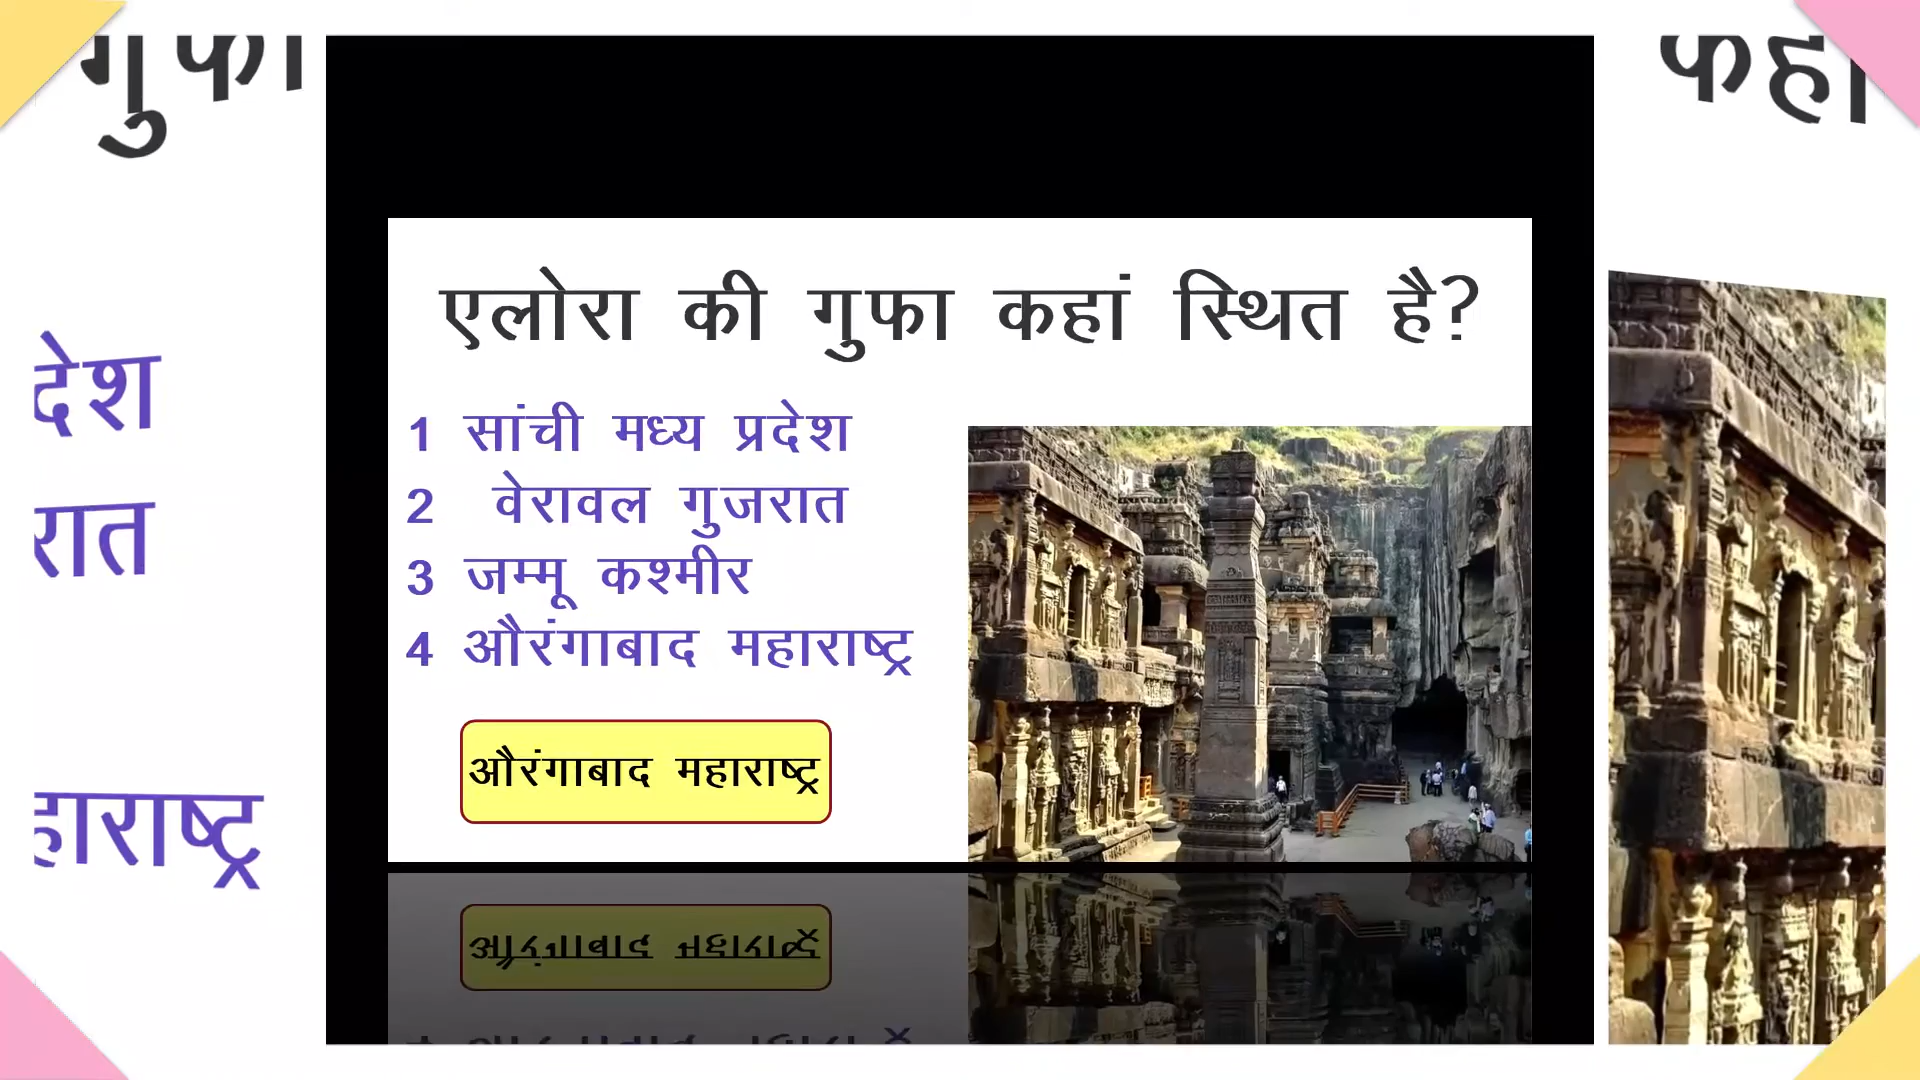 एलोरा की गुफा कहां स्थित है?
1 सांची मध्य प्रदेश
2 वेरावल गुजरात
3 जम्मू कश्मीर
4 औरंगाबाद महाराष्ट्र
औरंगाबाद महाराष्ट्र